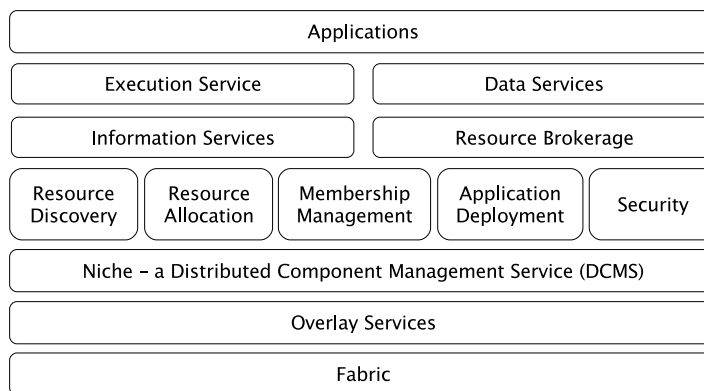 Applications
Execution Service
Data Services
Information Services
Resource Brokerage
Resource
Discovery
Resource
Allocation
Membership
Management
Application
Deployment
Security
Niche – a Distributed Component Management Service (DCMS)
Overlay Services
Fabric